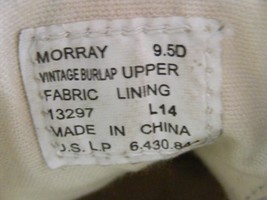 MORRAY 9.5D
VINTAGE BURLAP UPPER
FABRIC LINING
13297 L14
MADE IN CHINA
U.S. L.P 6.430.84